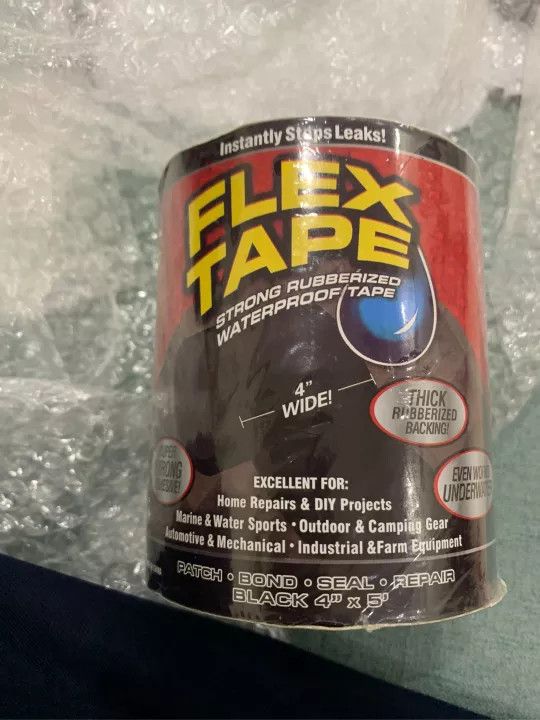 Instantly Stops Leaks!
FLEX
TAPE
STRONG RUBBERIZED
WATERPROOF TAPE
4"
WIDE!
THICK
RUBBERIZED
BACKING!
SUPER
STRONG
ADHESIVE!
EVEN WORKS
UNDERWATER
EXCELLENT FOR:
Home Repairs & DIY Projects
Marine & Water Sports • Outdoor & Camping Gear
Automotive & Mechanical • Industrial &Farm Equipment
PATCH • BOND • SEAL • REPAIR
BLACK 4" x 5'